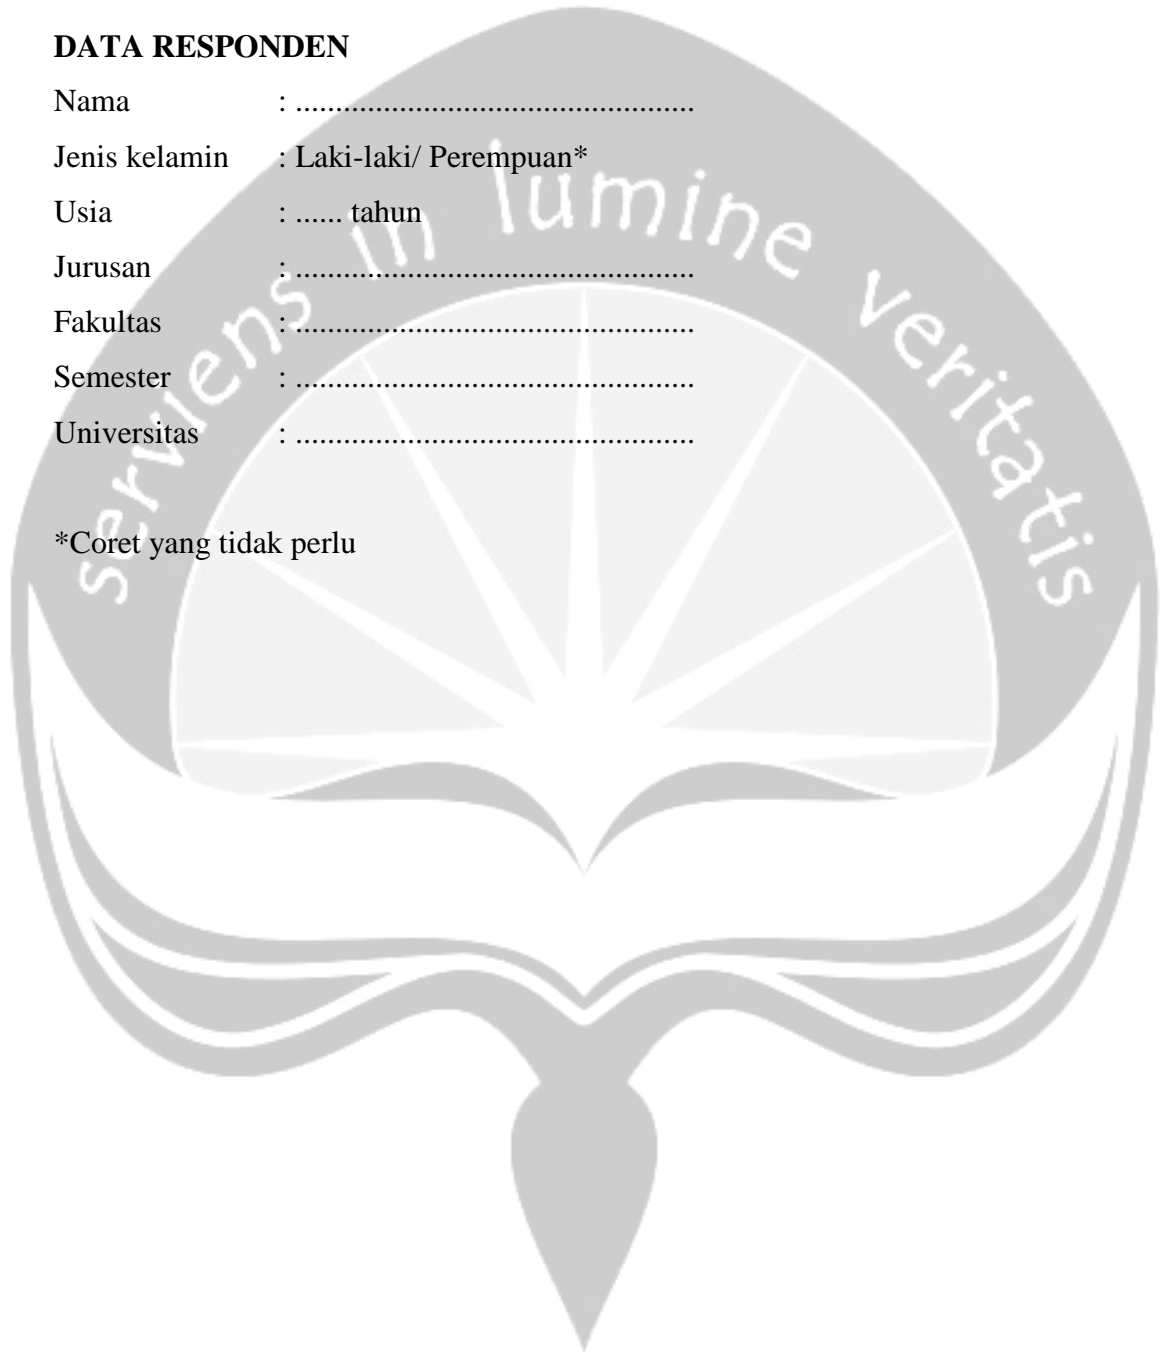 DATA RESPONDEN
Nama : ..................................................
Jenis kelamin : Laki-laki/ Perempuan*
Usia : ...... tahun
Jurusan : ..................................................
Fakultas : ..................................................
Semester : ..................................................
Universitas : ..................................................
*Coret yang tidak perlu
serviens in lumine veritatis